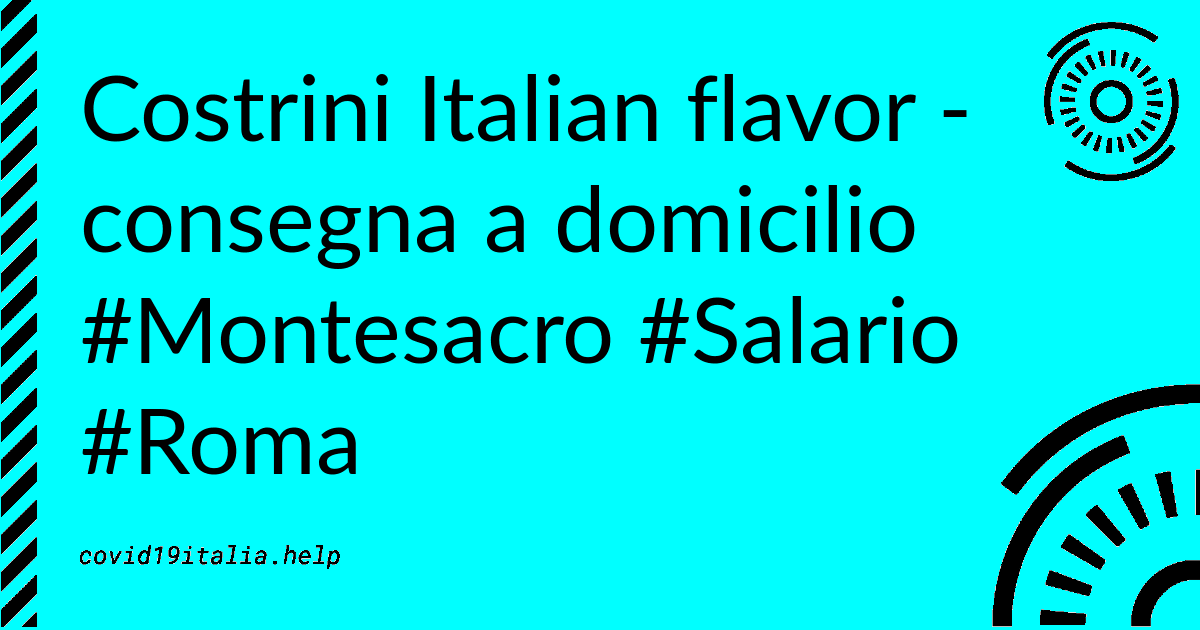 Costrini Italian flavor -
consegna a domicilio
#Montesacro #Salario
#Roma
covid19italia.help